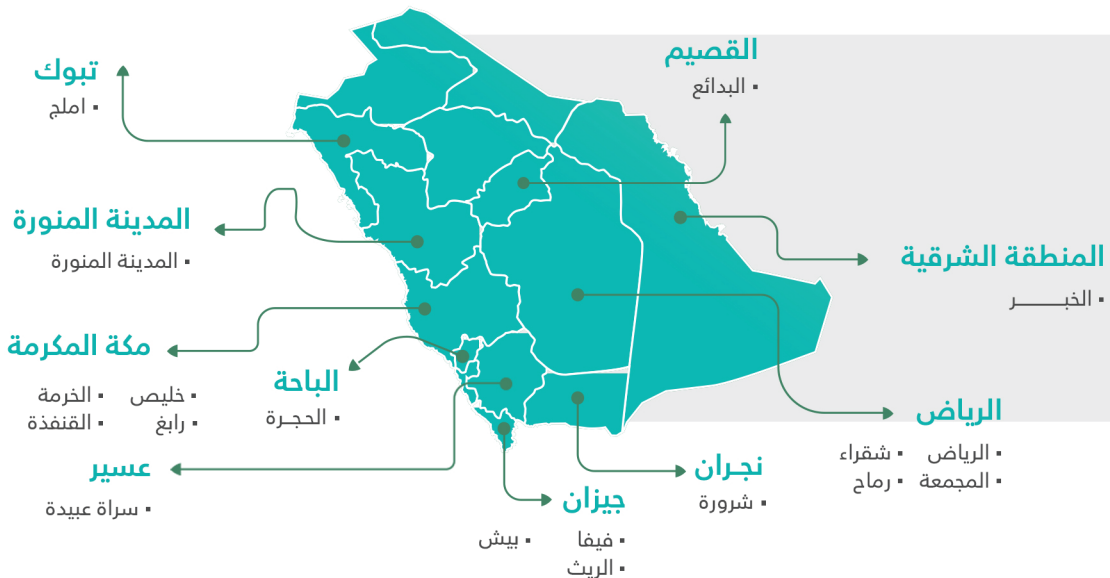 القصيم
▪ البدائع
تبوك
▪ املج
المدينة المنورة
▪ المدينة المنورة
المنطقة الشرقية
▪ الخبـــــــر
مكة المكرمة
▪ خليص ▪ الخرمة
▪ رابغ ▪ القنفذة
الباحة
▪ الحجـرة
الرياض
▪ الرياض ▪ شقراء
▪ المجمعة ▪ رماح
عسير
▪ سراة عبيدة
نجـران
▪ شرورة
جيزان
▪ فيفا ▪ بيش
▪ الريث